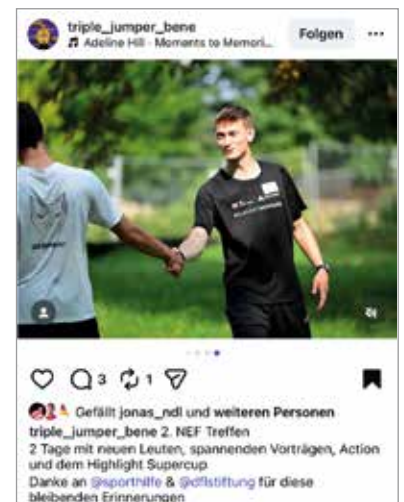 triple_jumper_bene
Adeline Hill · Moments to Memori...
Folgen
3
1
Gefällt jonas_ndl und weiteren Personen
triple_jumper_bene 2. NEF Treffen
2 Tage mit neuen Leuten, spannenden Vorträgen, Action
und dem Highlight Supercup
Danke an @sporthilfe & @dflstiftung für diese
bleibenden Erinnerungen